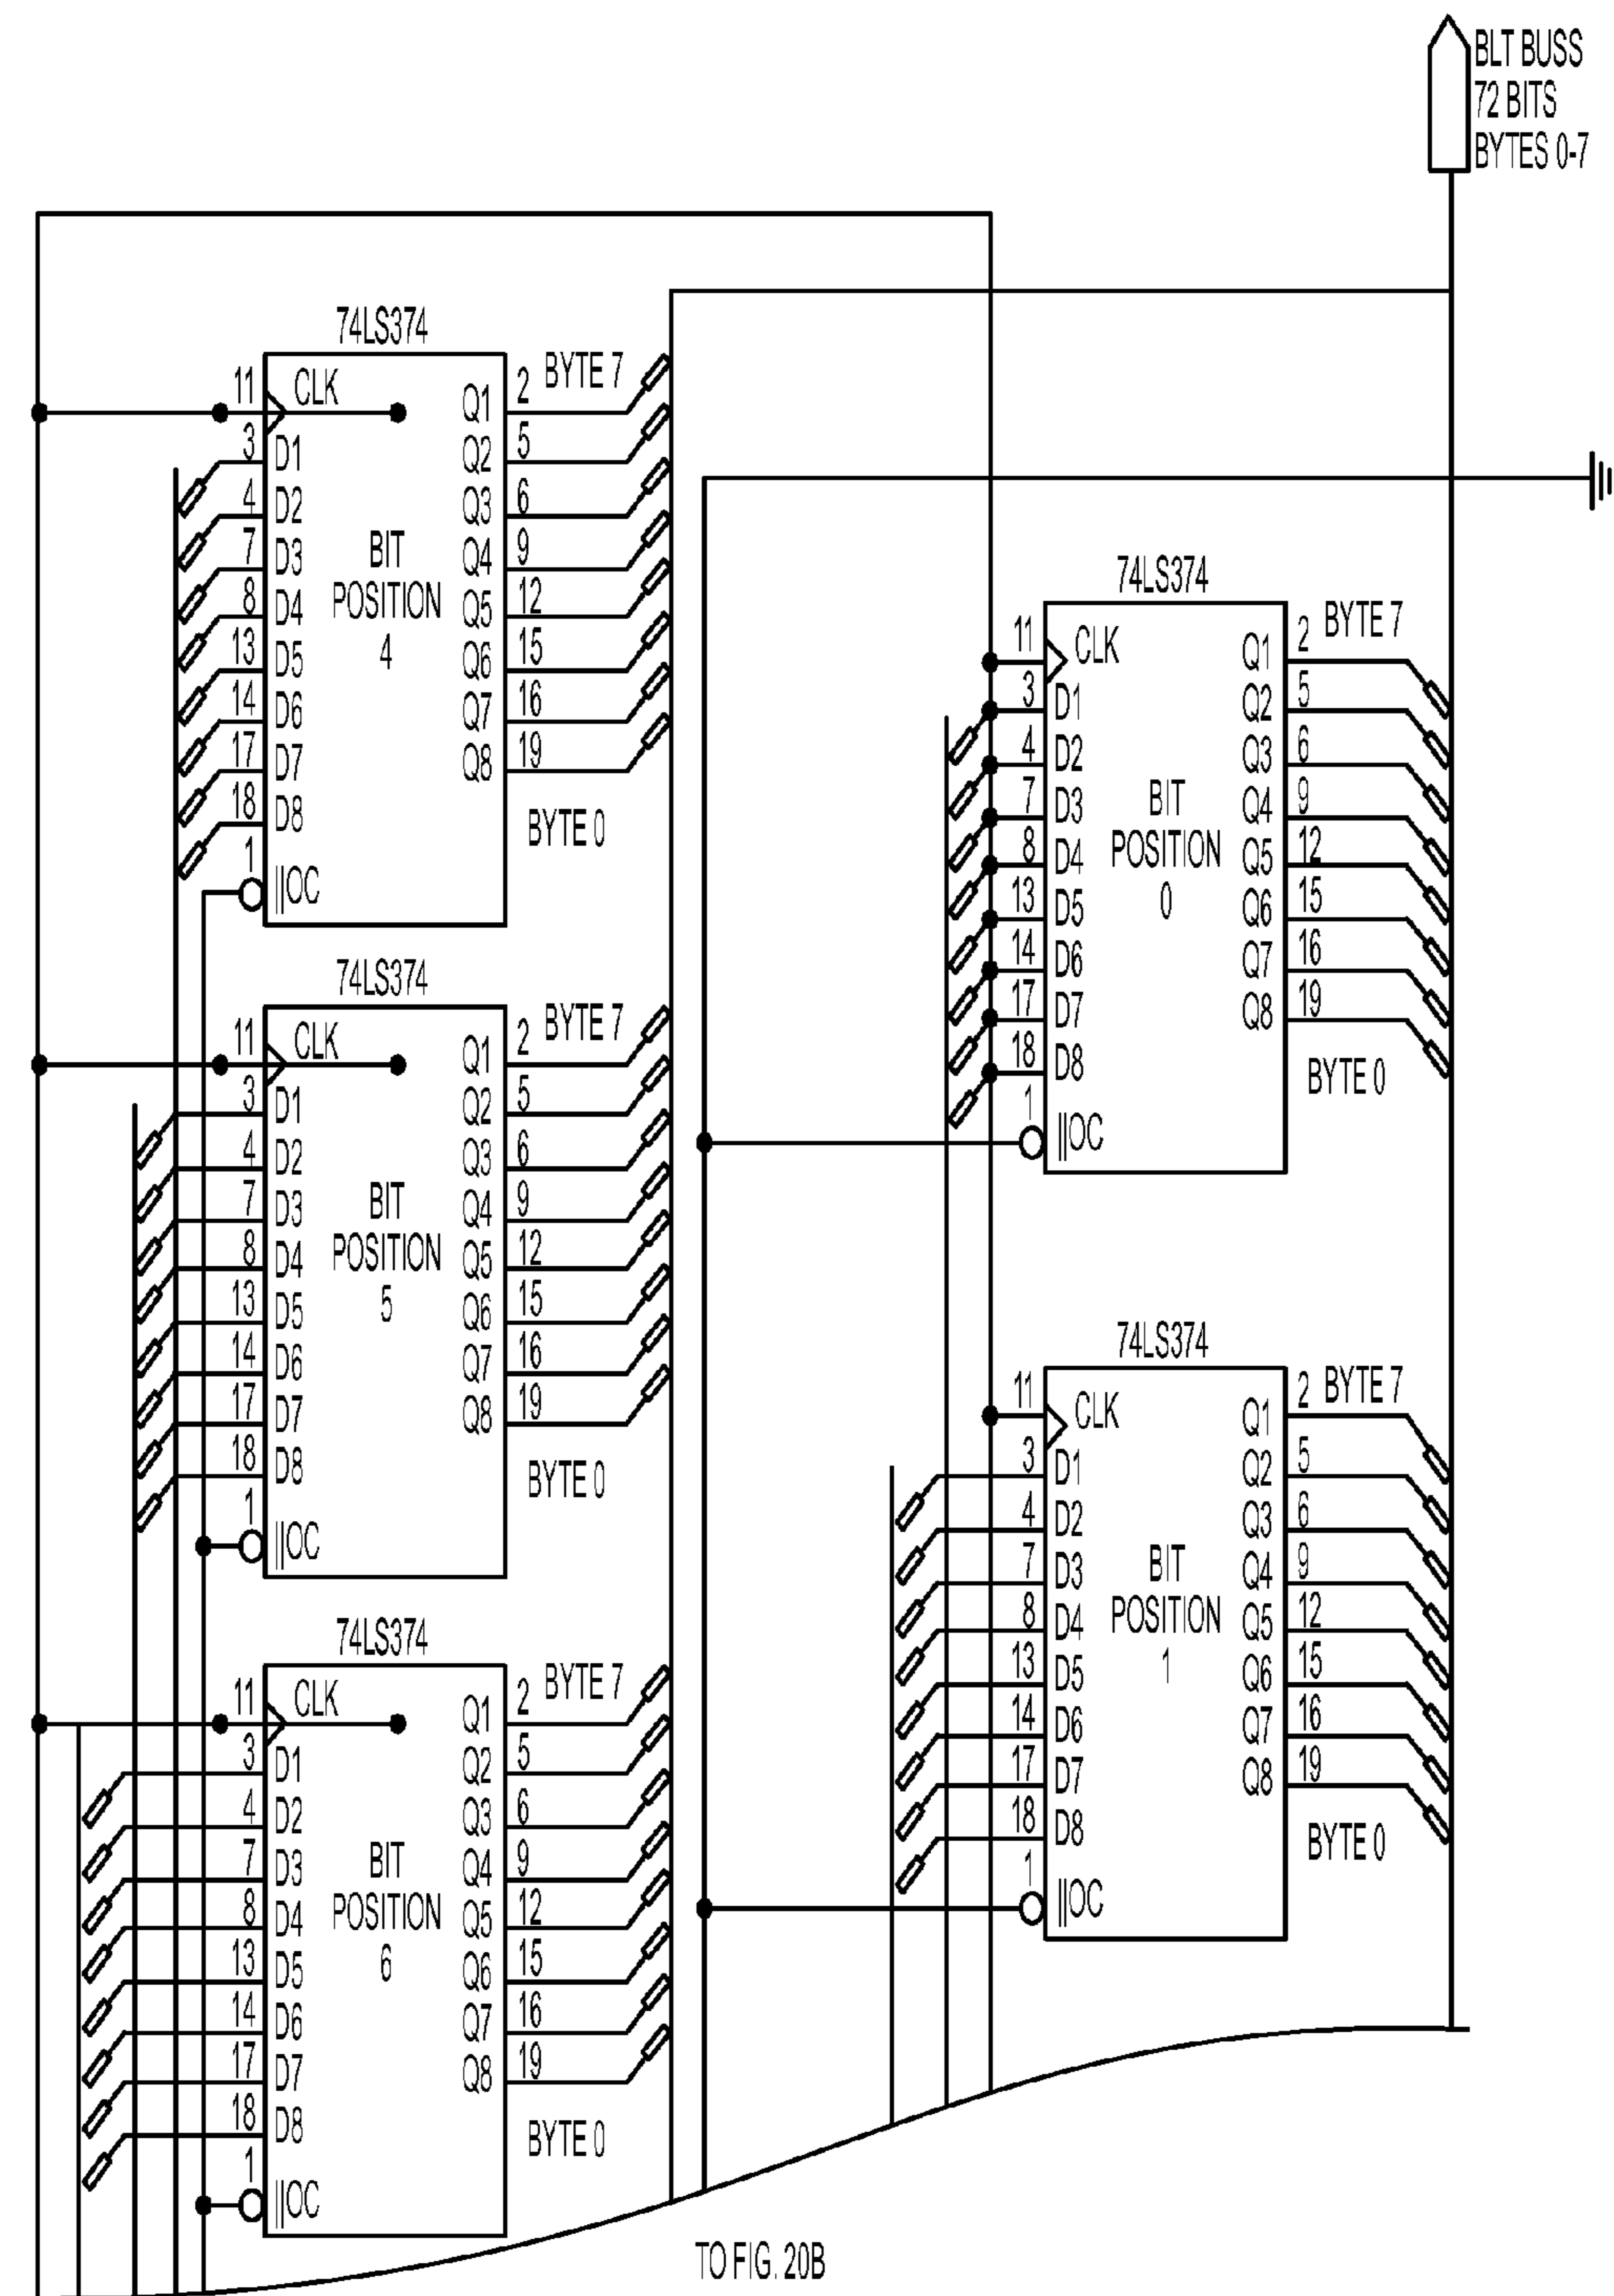 BLT BUSS
72 BITS
BYTES 0-7
74LS374
11 CLK Q1 2 BYTE 7
3 D1 Q2 5
4 D2 Q3 6
7 D3 BIT Q4 9
8 D4 POSITION Q5 12
13 D5 4 Q6 15
14 D6 Q7 16
17 D7 Q8 19
18 D8 BYTE 0
1 ||OC
74LS374
11 CLK Q1 2 BYTE 7
3 D1 Q2 5
4 D2 Q3 6
7 D3 BIT Q4 9
8 D4 POSITION Q5 12
13 D5 5 Q6 15
14 D6 Q7 16
17 D7 Q8 19
18 D8 BYTE 0
1 ||OC
74LS374
11 CLK Q1 2 BYTE 7
3 D1 Q2 5
4 D2 Q3 6
7 D3 BIT Q4 9
8 D4 POSITION Q5 12
13 D5 6 Q6 15
14 D6 Q7 16
17 D7 Q8 19
18 D8 BYTE 0
1 ||OC
74LS374
11 CLK Q1 2 BYTE 7
3 D1 Q2 5
4 D2 Q3 6
7 D3 BIT Q4 9
8 D4 POSITION Q5 12
13 D5 0 Q6 15
14 D6 Q7 16
17 D7 Q8 19
18 D8 BYTE 0
1 ||OC
74LS374
11 CLK Q1 2 BYTE 7
3 D1 Q2 5
4 D2 Q3 6
7 D3 BIT Q4 9
8 D4 POSITION Q5 12
13 D5 1 Q6 15
14 D6 Q7 16
17 D7 Q8 19
18 D8 BYTE 0
1 ||OC
TO FIG. 20B